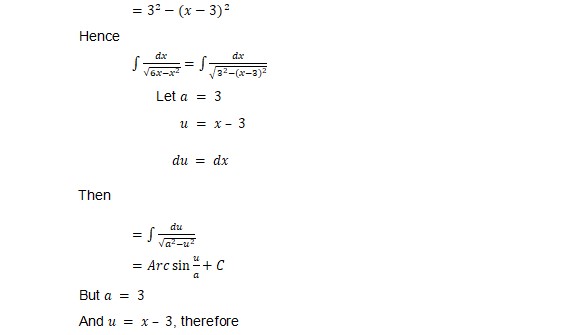 = 3² − (x − 3)²
Hence
∫ dx/√(6x−x²) = ∫ dx/√(3²−(x−3)²)
Let a = 3
u = x − 3
du = dx
Then
= ∫ du/√(a²−u²)
= Arc sin u/a + C
But a = 3
And u = x − 3, therefore